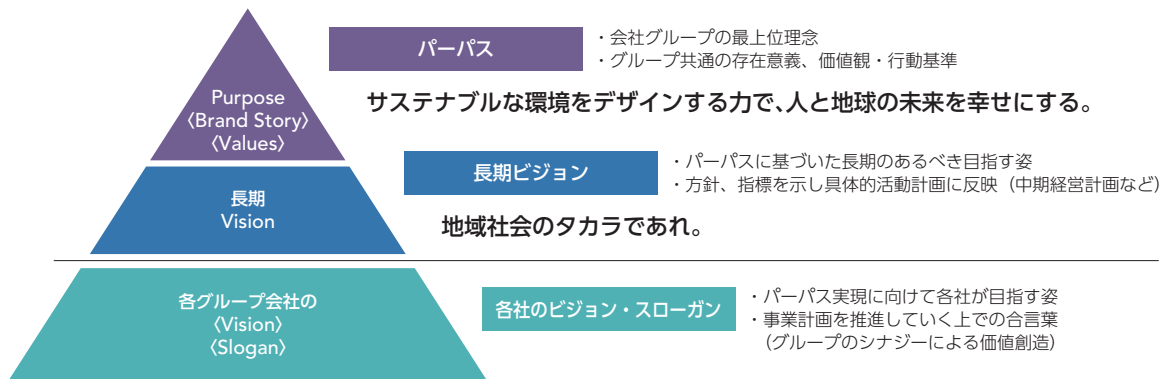 パーパス
・会社グループの最上位理念
・グループ共通の存在意義、価値観・行動基準
Purpose
〈Brand Story〉
〈Values〉
サステナブルな環境をデザインする力で、人と地球の未来を幸せにする。
長期ビジョン
・パーパスに基づいた長期のあるべき目指す姿
・方針、指標を示し具体的活動計画に反映（中期経営計画など）
長期
Vision
地域社会のタカラであれ。
各グループ会社の
〈Vision〉
〈Slogan〉
各社のビジョン・スローガン
・パーパス実現に向けて各社が目指す姿
・事業計画を推進していく上での合言葉
（グループのシナジーによる価値創造）